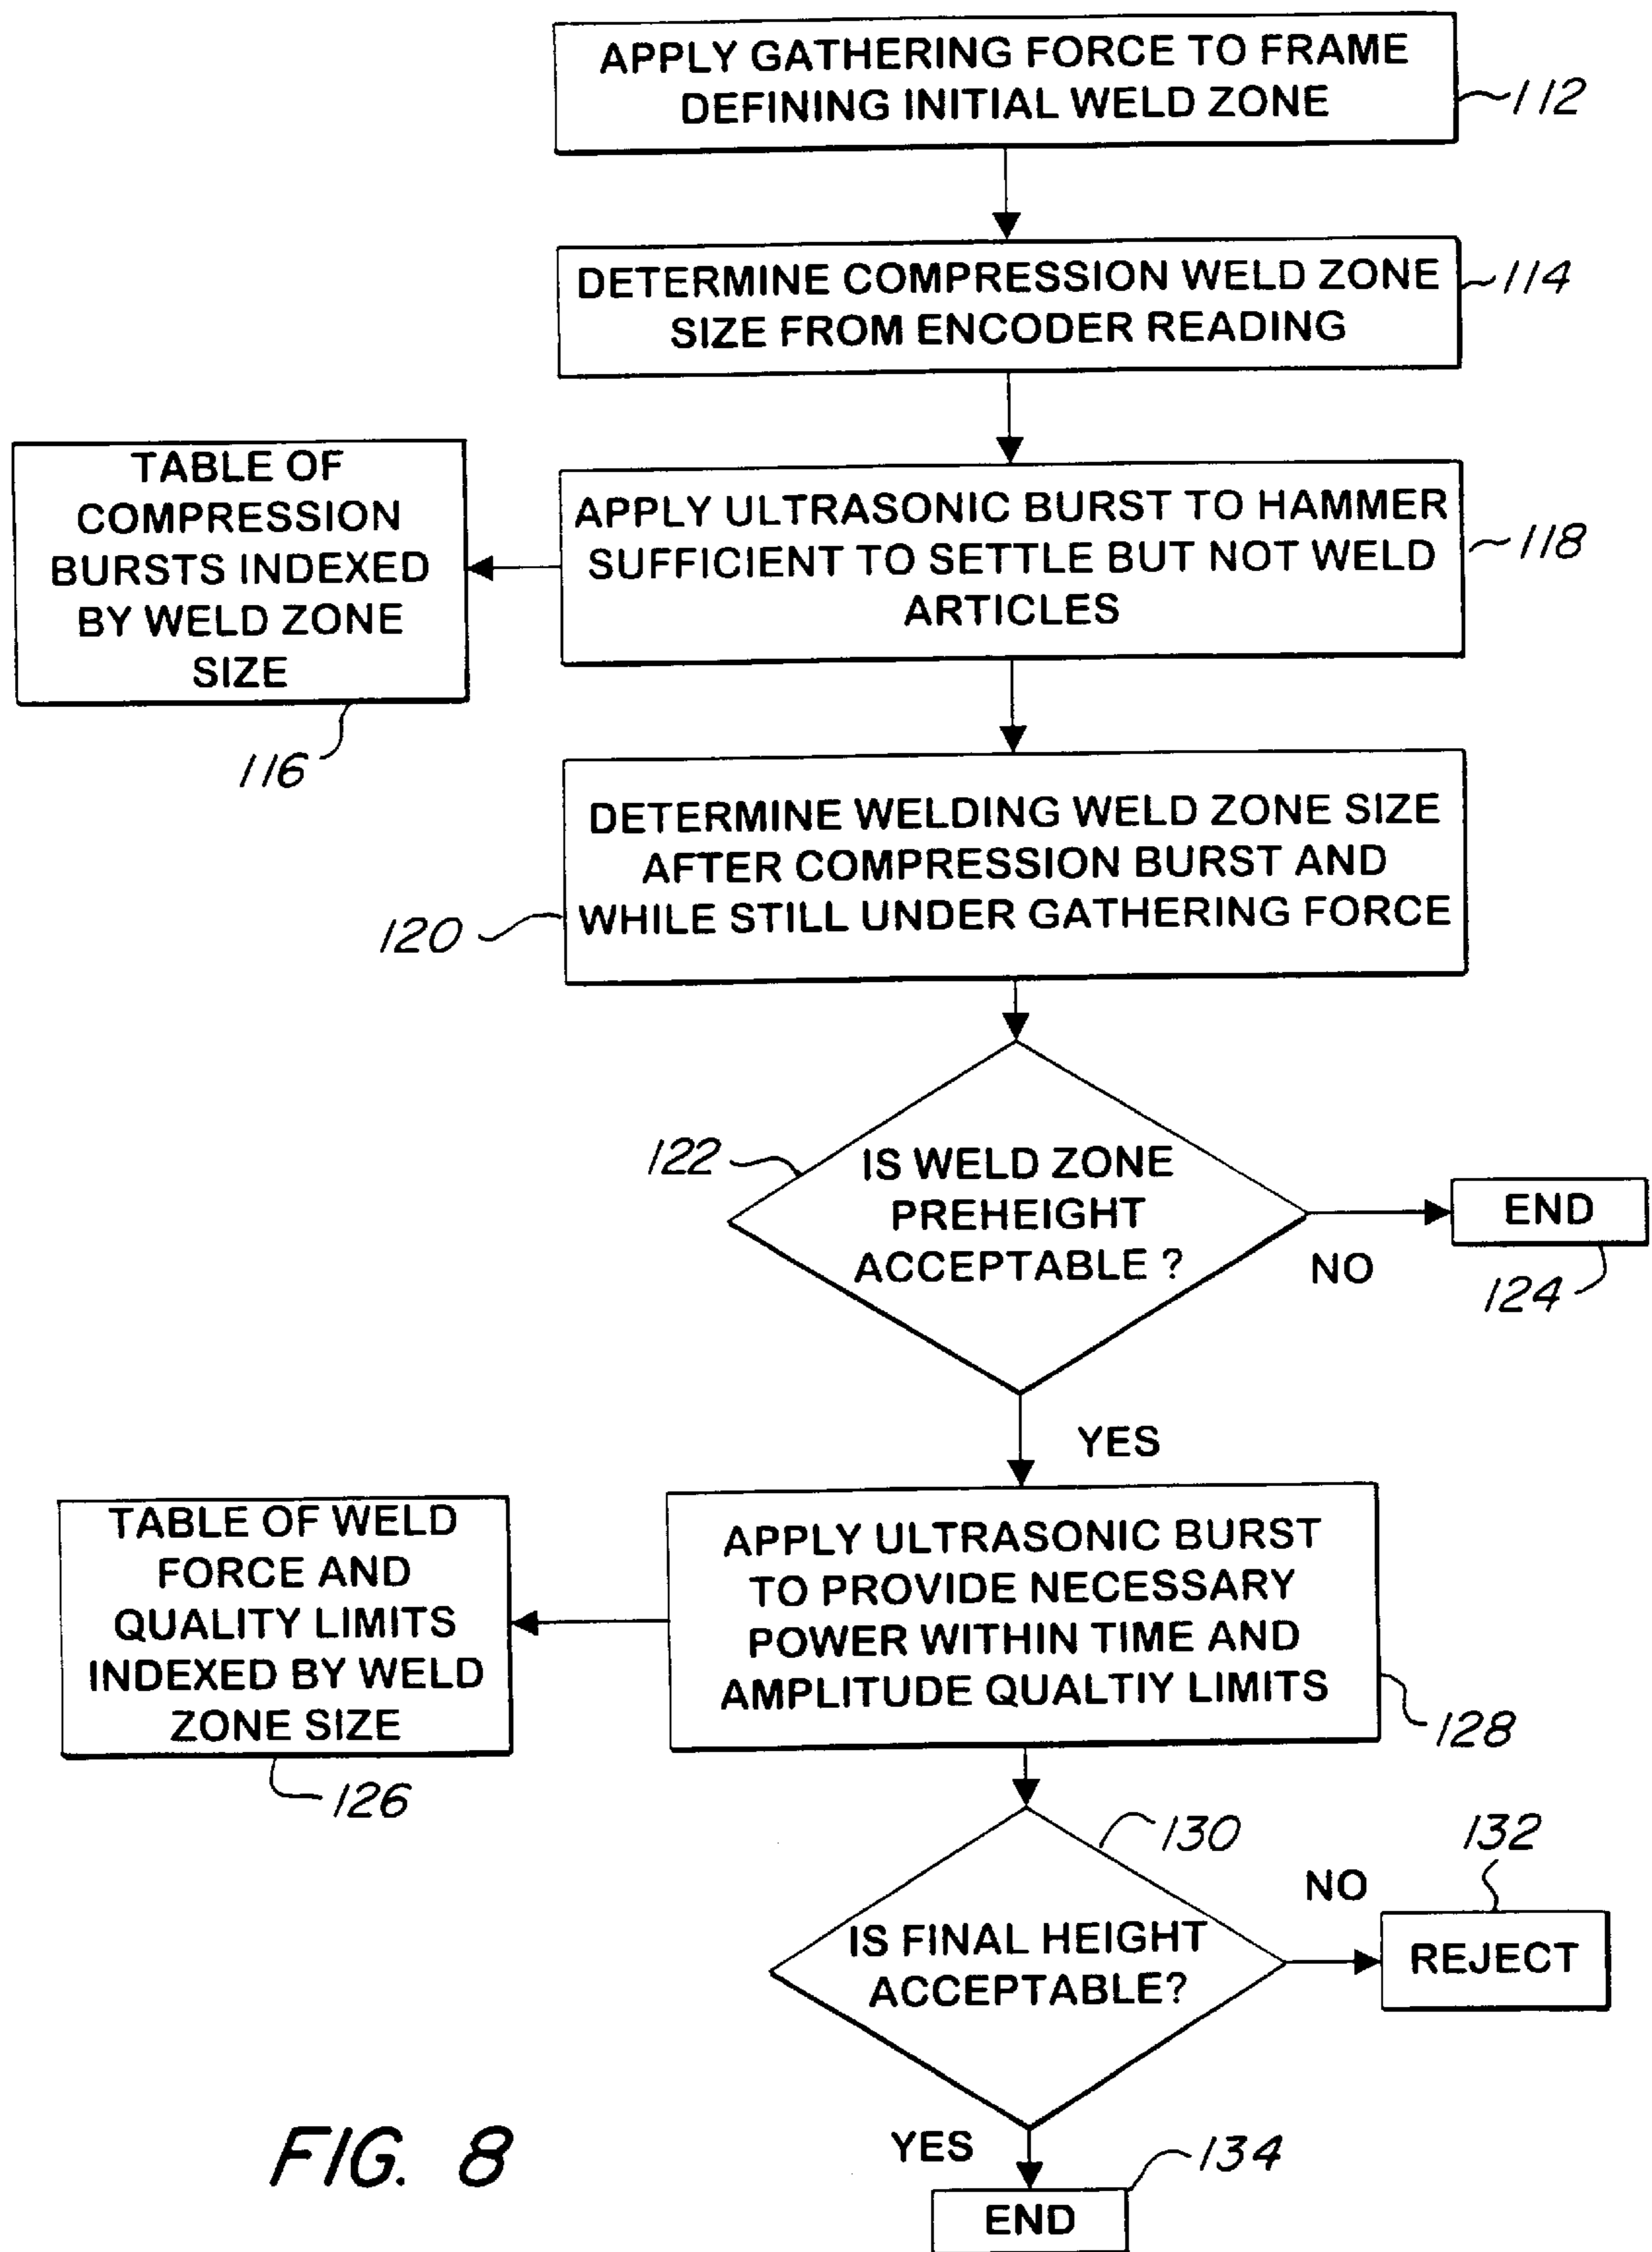 APPLY GATHERING FORCE TO FRAME
DEFINING INITIAL WELD ZONE
112
DETERMINE COMPRESSION WELD ZONE
SIZE FROM ENCODER READING
114
TABLE OF
COMPRESSION
BURSTS INDEXED
BY WELD ZONE
SIZE
116
APPLY ULTRASONIC BURST TO HAMMER
SUFFICIENT TO SETTLE BUT NOT WELD
ARTICLES
118
DETERMINE WELDING WELD ZONE SIZE
AFTER COMPRESSION BURST AND
WHILE STILL UNDER GATHERING FORCE
120
122
IS WELD ZONE
PREHEIGHT
ACCEPTABLE ?
NO
END
124
YES
TABLE OF WELD
FORCE AND
QUALITY LIMITS
INDEXED BY WELD
ZONE SIZE
126
APPLY ULTRASONIC BURST
TO PROVIDE NECESSARY
POWER WITHIN TIME AND
AMPLITUDE QUALTIY LIMITS
128
130
IS FINAL HEIGHT
ACCEPTABLE?
NO
132
REJECT
YES
134
END
FIG. 8